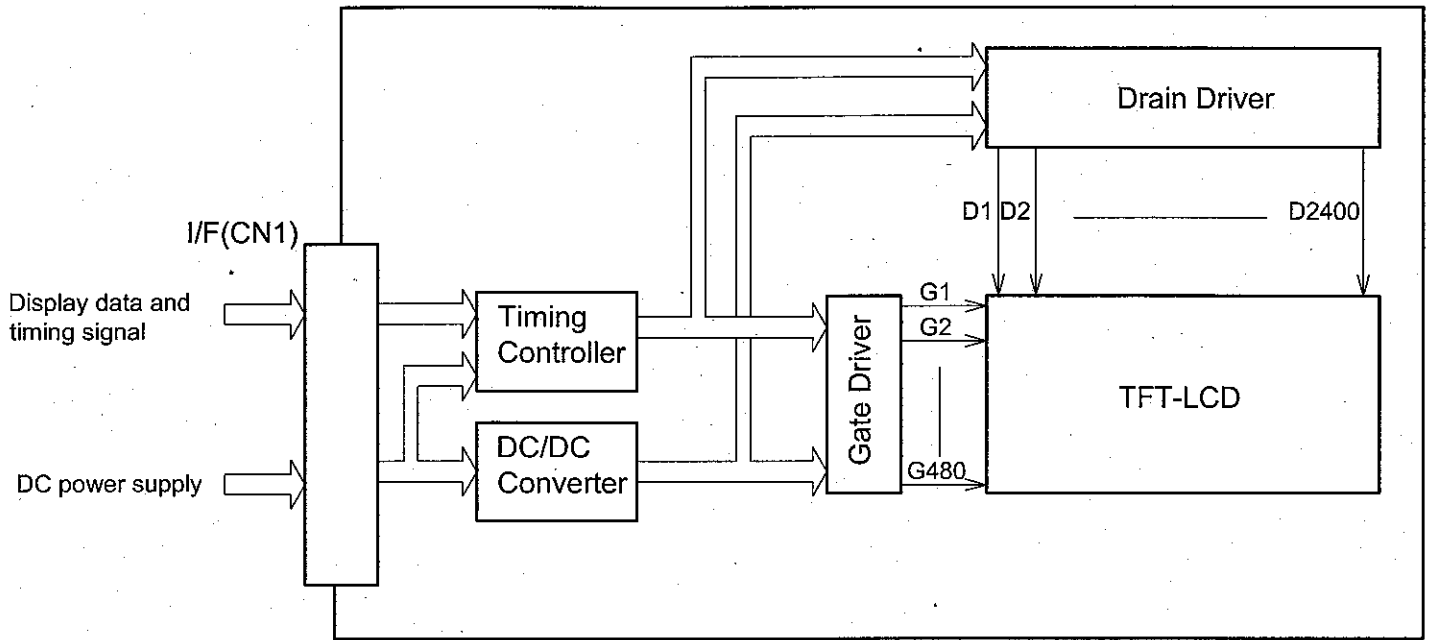 Drain Driver
D1 D2 D2400
I/F(CN1)
Display data and
timing signal
Timing
Controller
G1
G2
Gate Driver
TFT-LCD
DC/DC
Converter
G480
DC power supply